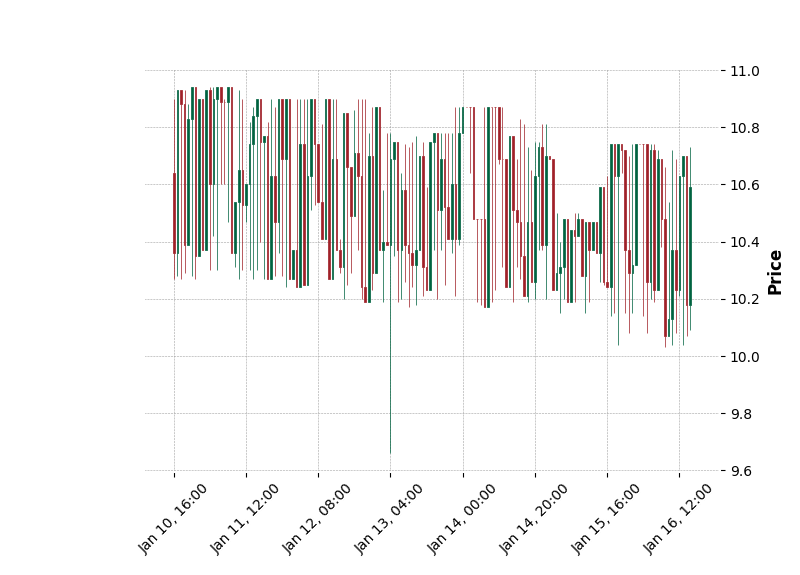 11.0
10.8
10.6
10.4
10.2
10.0
9.8
9.6
Price
Jan 10, 16:00
Jan 11, 12:00
Jan 12, 08:00
Jan 13, 04:00
Jan 14, 00:00
Jan 14, 20:00
Jan 15, 16:00
Jan 16, 12:00